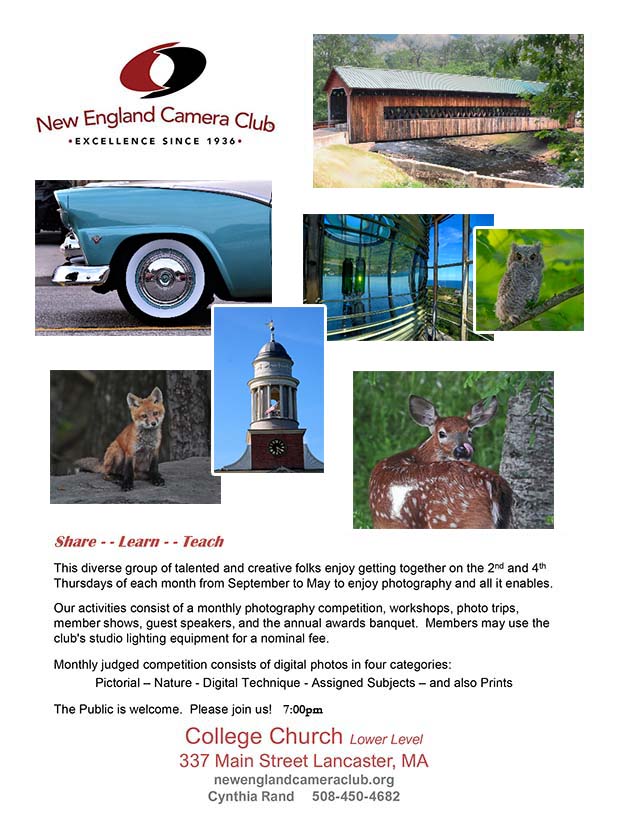 New England Camera Club
•EXCELLENCE SINCE 1936•
Share - - Learn - - Teach
This diverse group of talented and creative folks enjoy getting together on the 2nd and 4th
Thursdays of each month from September to May to enjoy photography and all it enables.
Our activities consist of a monthly photography competition, workshops, photo trips,
member shows, guest speakers, and the annual awards banquet.  Members may use the
club's studio lighting equipment for a nominal fee.
Monthly judged competition consists of digital photos in four categories:
Pictorial – Nature - Digital Technique - Assigned Subjects – and also Prints
The Public is welcome.  Please join us!   7:00pm
College Church Lower Level
337 Main Street Lancaster, MA
newenglandcameraclub.org
Cynthia Rand    508-450-4682